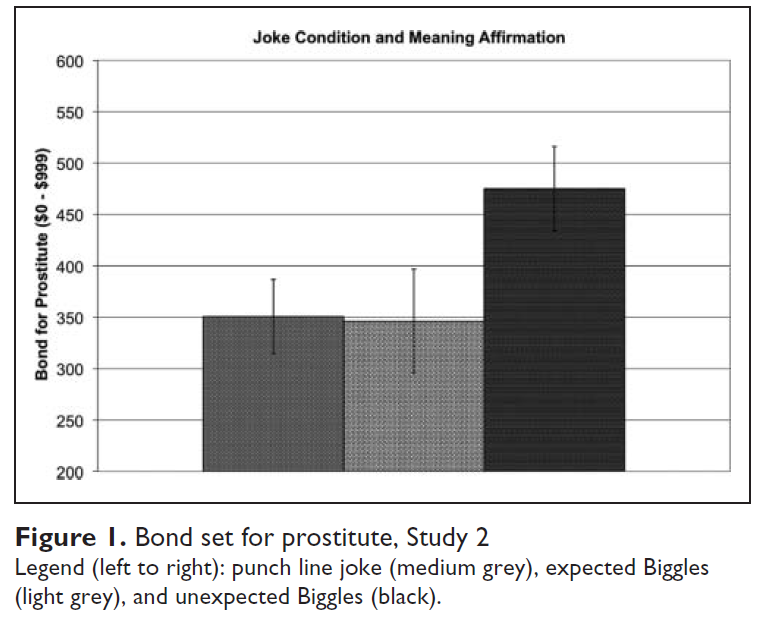 Joke Condition and Meaning Affirmation
600
550
500
450
400
350
300
250
200
Bond for Prostitute ($0 - $999)
Figure 1. Bond set for prostitute, Study 2
Legend (left to right): punch line joke (medium grey), expected Biggles
(light grey), and unexpected Biggles (black).